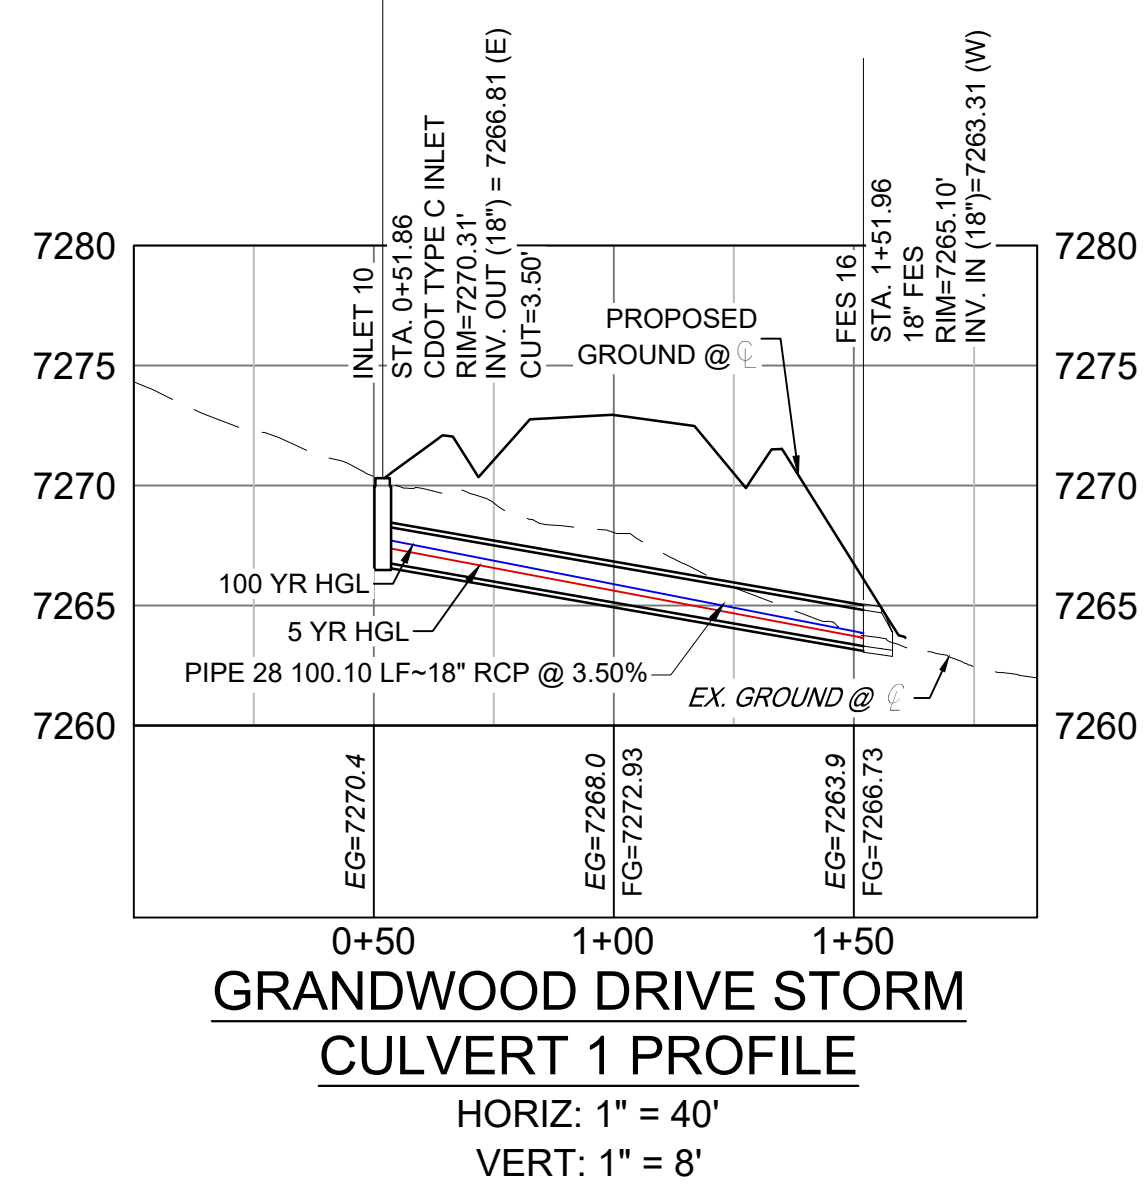 INLET 10
STA. 0+51.86
CDOT TYPE C INLET
RIM=7270.31'
INV. OUT (18") = 7266.81 (E)
CUT=3.50'
FES 16
STA. 1+51.96
18" FES
RIM=7265.10'
INV. IN (18")=7263.31 (W)
7280
7280
PROPOSED
GROUND @ ℄
7275
7275
7270
7270
100 YR HGL
7265
7265
5 YR HGL
PIPE 28 100.10 LF~18" RCP @ 3.50%
EX. GROUND @ ℄
7260
7260
EG=7270.4
EG=7268.0
FG=7272.93
EG=7263.9
FG=7266.73
0+50
1+00
1+50
GRANDWOOD DRIVE STORM
CULVERT 1 PROFILE
HORIZ: 1" = 40'
VERT: 1" = 8'